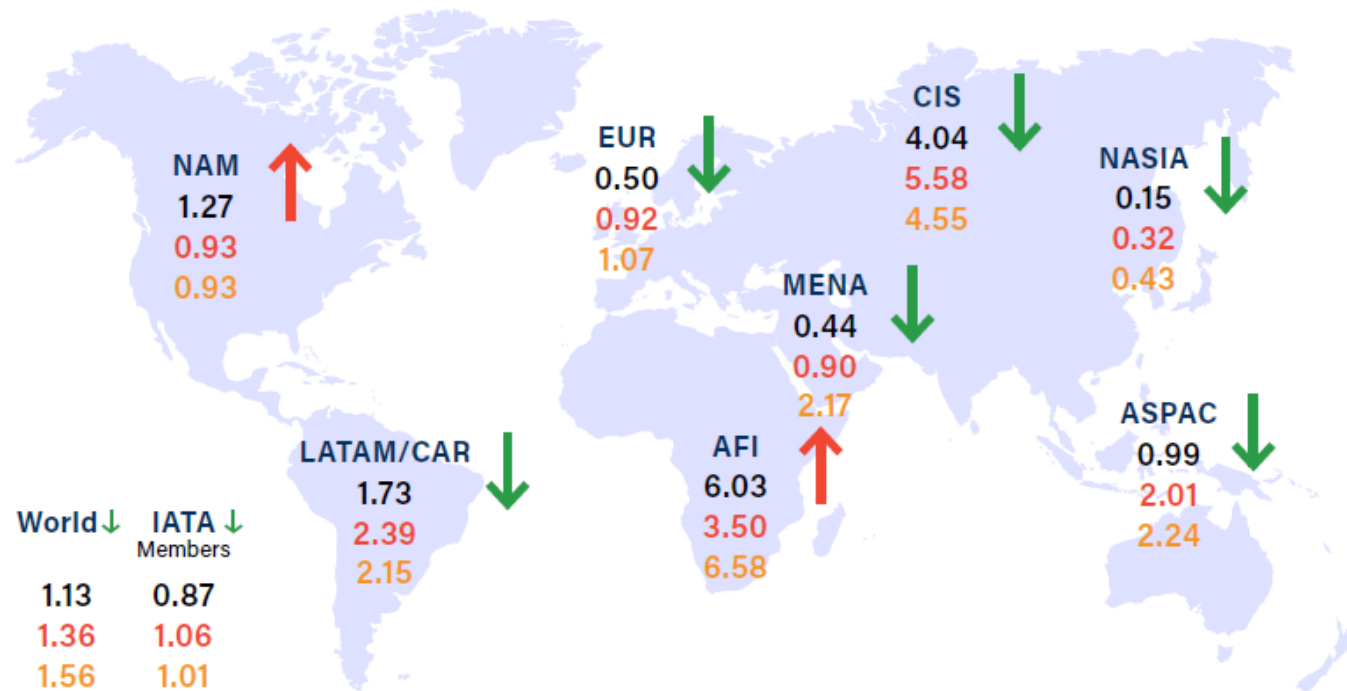 NAM
1.27
0.93
0.93
EUR
0.50
0.92
1.07
CIS
4.04
5.58
4.55
NASIA
0.15
0.32
0.43
MENA
0.44
0.90
2.17
LATAM/CAR
1.73
2.39
2.15
AFI
6.03
3.50
6.58
ASPAC
0.99
2.01
2.24
World↓ IATA ↓
Members
1.13 0.87
1.36 1.06
1.56 1.01